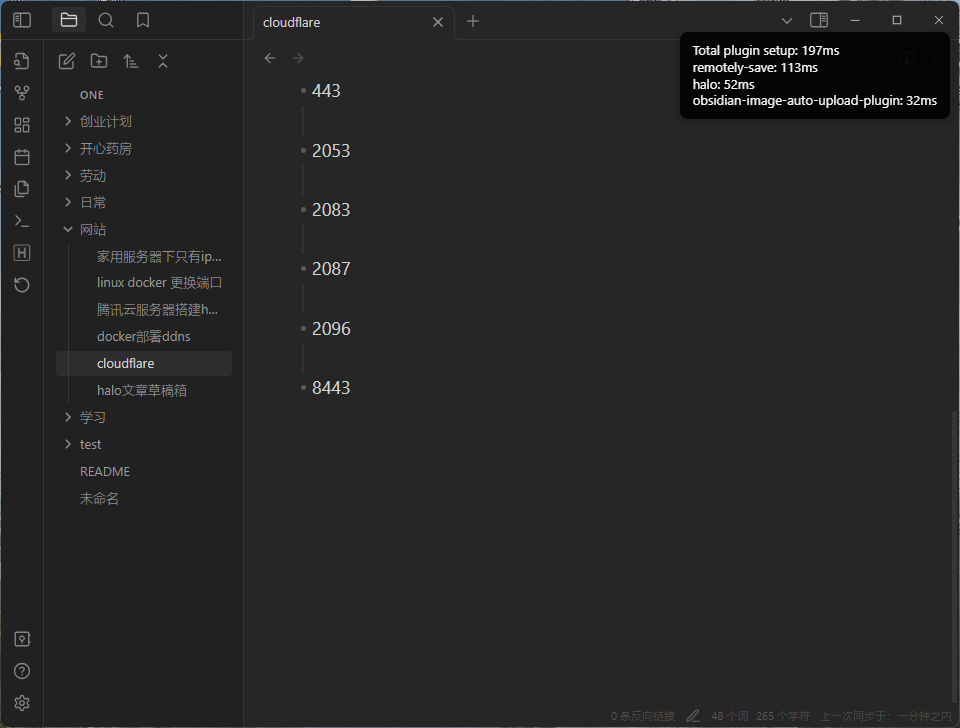 cloudflare
Total plugin setup: 197ms
remotely-save: 113ms
halo: 52ms
obsidian-image-auto-upload-plugin: 32ms
ONE
创业计划
开心药房
劳动
日常
网站
家用服务器下只有ip...
linux docker 更换端口
腾讯云服务器搭建h...
docker部署ddns
cloudflare
halo文章草稿箱
学习
test
README
未命名
443
2053
2083
2087
2096
8443
0 条反向链接 48 个词 265 个字符 上一次同步于：一分钟之内